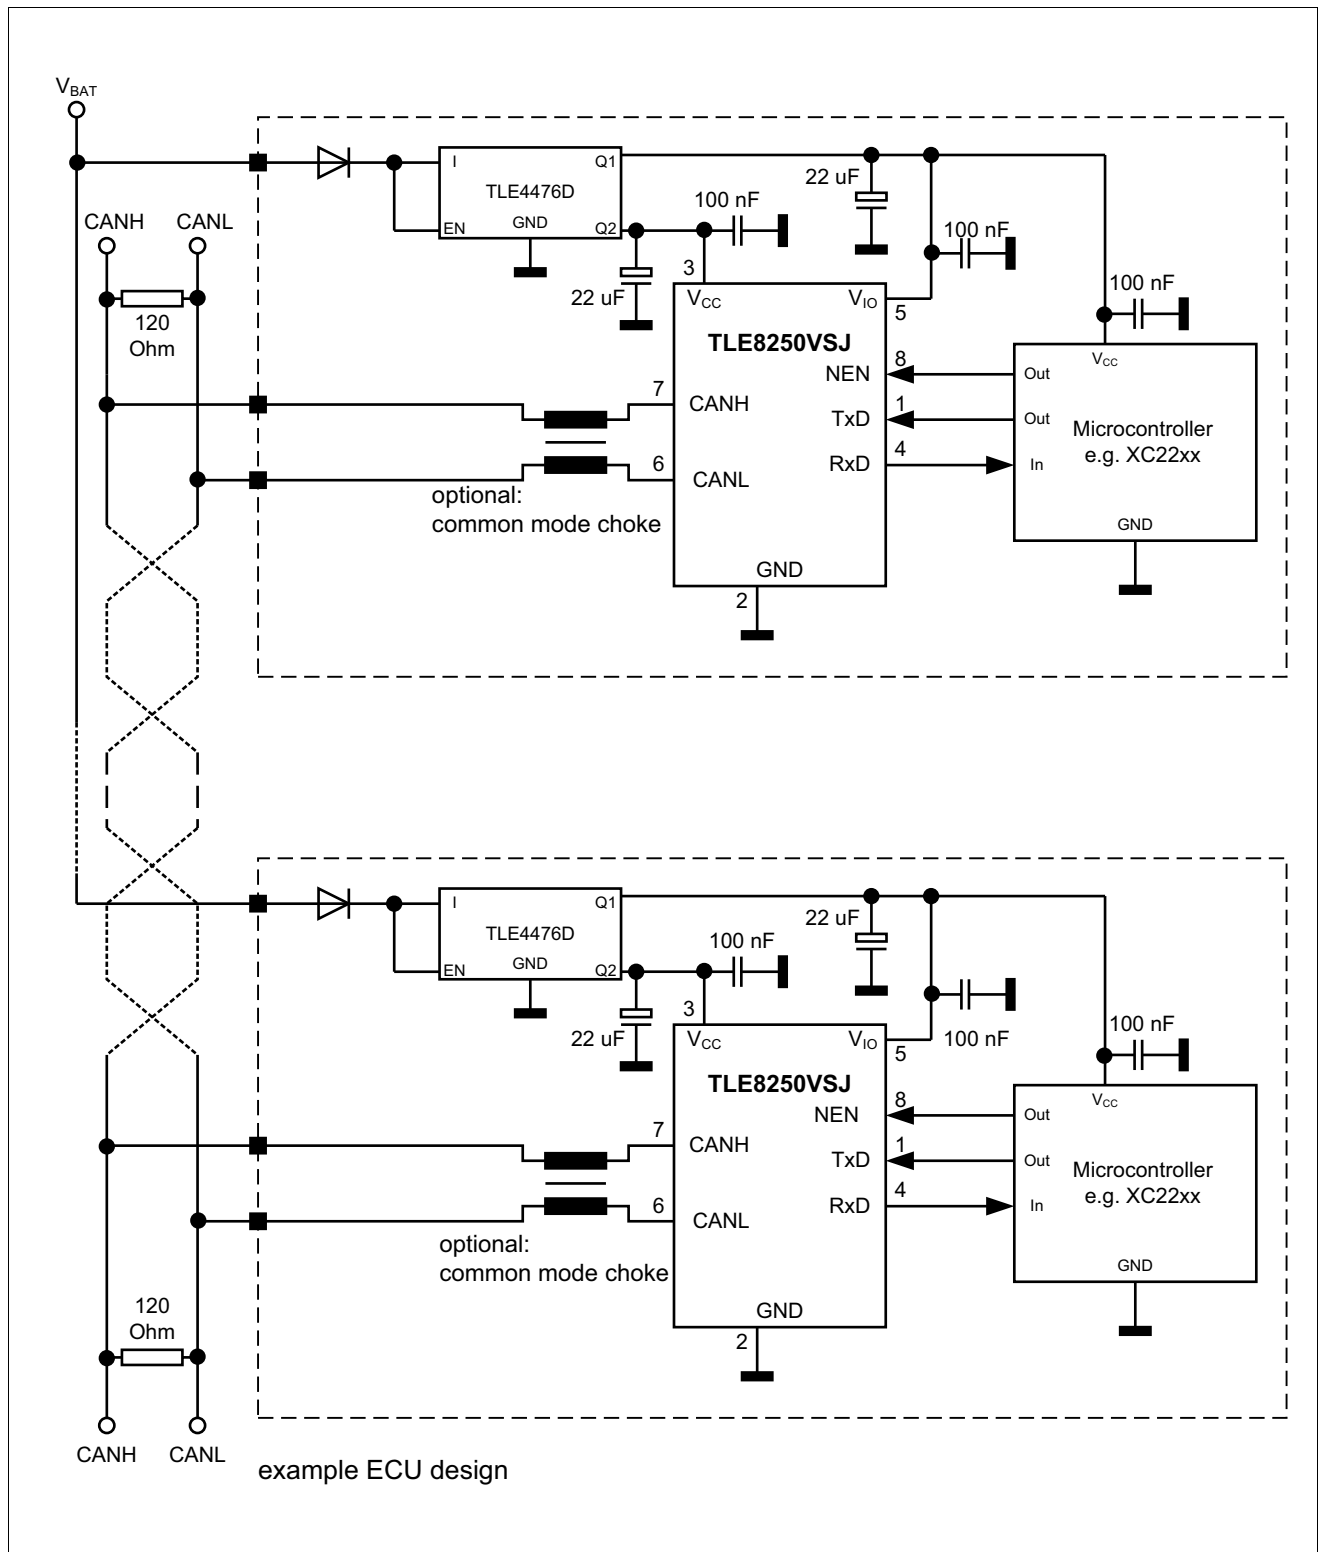 VBAT
CANH
CANL
120
Ohm
I
Q1
TLE4476D
EN
GND
Q2
22 uF
100 nF
22 uF
100 nF
100 nF
3
VCC
VIO
5
TLE8250VSJ
NEN
8
TxD
1
RxD
4
7
CANH
6
CANL
GND
2
optional:
common mode choke
VCC
Out
Out
In
Microcontroller
e.g. XC22xx
GND
I
Q1
TLE4476D
EN
GND
Q2
22 uF
100 nF
22 uF
100 nF
100 nF
3
VCC
VIO
5
TLE8250VSJ
NEN
8
TxD
1
RxD
4
7
CANH
6
CANL
GND
2
optional:
common mode choke
VCC
Out
Out
In
Microcontroller
e.g. XC22xx
GND
120
Ohm
CANH
CANL
example ECU design